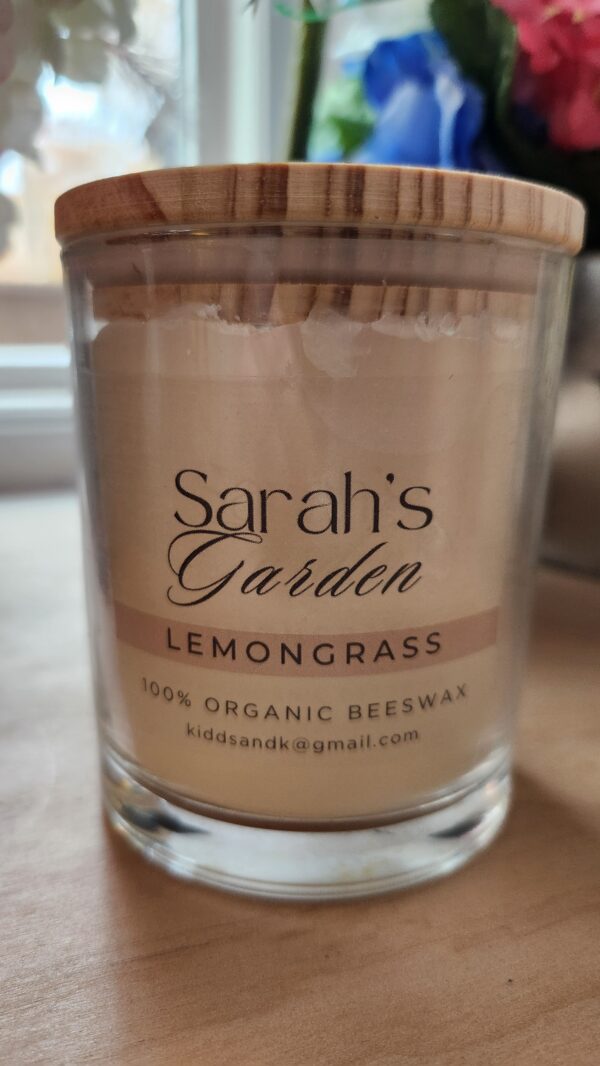 Sarah's
Garden
LEMONGRASS
100% ORGANIC BEESWAX
kiddsandk@gmail.com